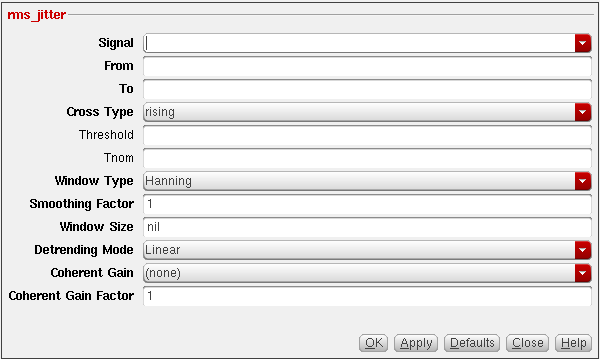 rms_jitter
Signal
From
To
Cross Type rising
Threshold
Tnom
Window Type Hanning
Smoothing Factor 1
Window Size nil
Detrending Mode Linear
Coherent Gain (none)
Coherent Gain Factor 1
OK Apply Defaults Close Help